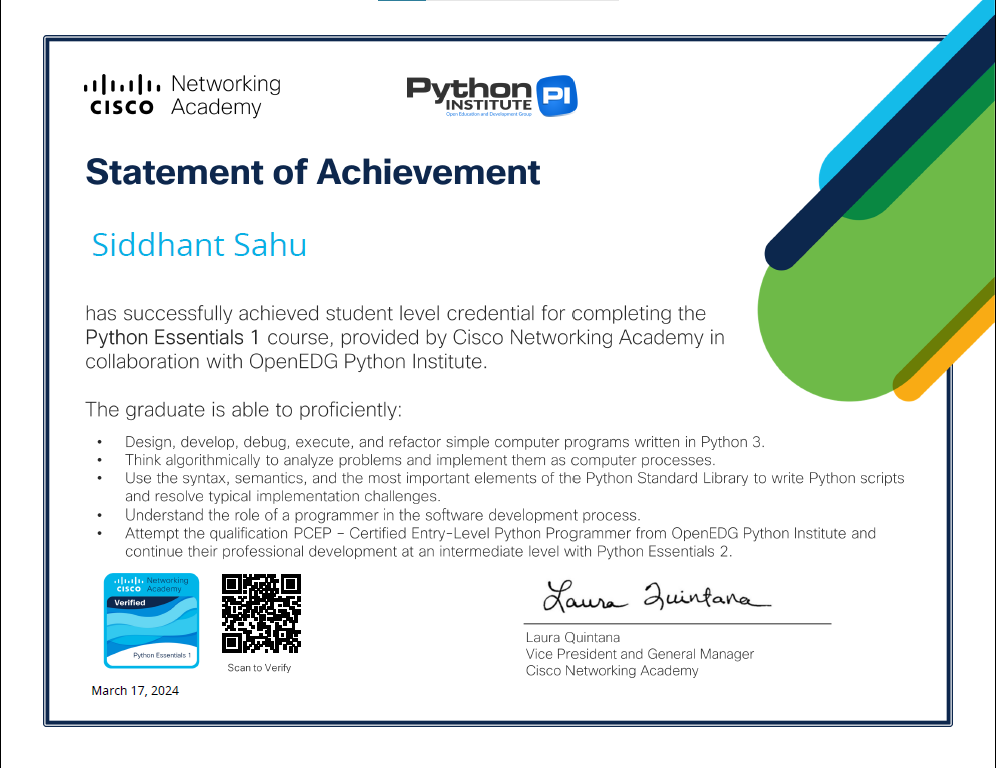 CISCO Networking Academy
Python INSTITUTE PI
Open Education and Development Group
Statement of Achievement
Siddhant Sahu
has successfully achieved student level credential for completing the
Python Essentials 1 course, provided by Cisco Networking Academy in
collaboration with OpenEDG Python Institute.
The graduate is able to proficiently:
• Design, develop, debug, execute, and refactor simple computer programs written in Python 3.
• Think algorithmically to analyze problems and implement them as computer processes.
• Use the syntax, semantics, and the most important elements of the Python Standard Library to write Python scripts
and resolve typical implementation challenges.
• Understand the role of a programmer in the software development process.
• Attempt the qualification PCEP – Certified Entry-Level Python Programmer from OpenEDG Python Institute and
continue their professional development at an intermediate level with Python Essentials 2.
CISCO Networking Academy
Verified
Python Essentials 1
Scan to Verify
March 17, 2024
Laura Quintana
Laura Quintana
Vice President and General Manager
Cisco Networking Academy